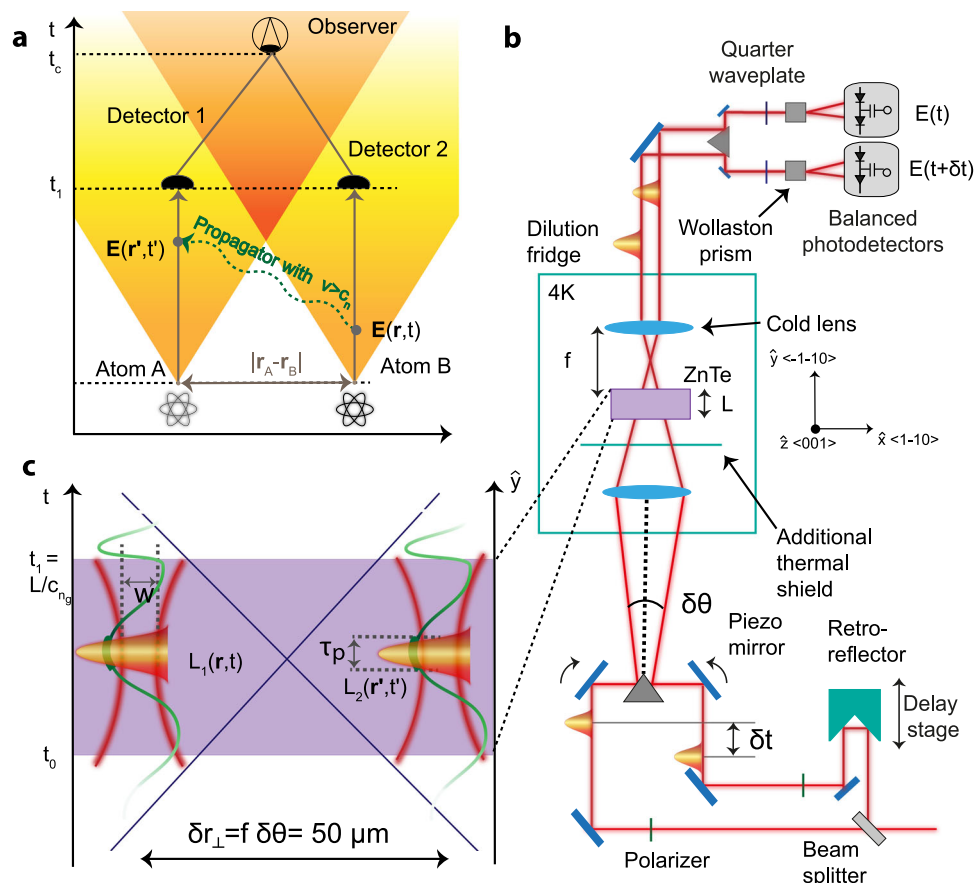 a
t
t_c
Observer
Detector 1
Detector 2
t_1
E(r',t')
Propagator with v>c_n
E(r,t)
Atom A
|r_A-r_B|
Atom B
b
Quarter
waveplate
E(t)
E(t+δt)
Wollaston
prism
Balanced
photodetectors
Dilution
fridge
4K
Cold lens
f
ZnTe
L
ŷ <-1-10>
ẑ <001>
x̂ <1-10>
Additional
thermal
shield
δθ
Piezo
mirror
Retro-
reflector
Delay
stage
δt
Polarizer
Beam
splitter
c
t
ŷ
t_1 =
L/c_{n_g}
w
τ_p
L_1(r,t)
L_2(r',t')
t_0
δr_⊥=f δθ= 50 µm